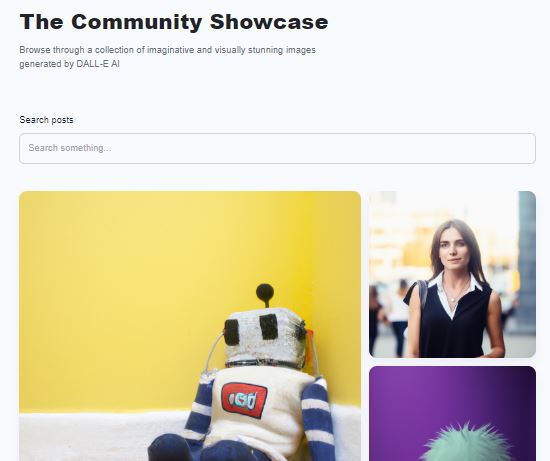 The Community Showcase
Browse through a collection of imaginative and visually stunning images
generated by DALL-E AI
Search posts
Search something...